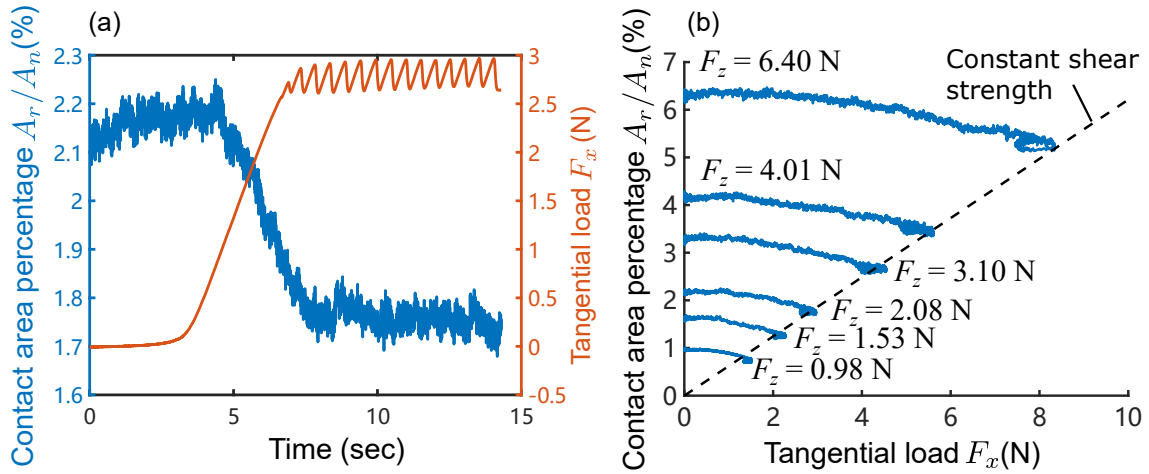 (a)
2.3
2.2
2.1
2
1.9
1.8
1.7
1.6
Contact area percentage A_r/A_n(%)
3
2.5
2
1.5
1
0.5
0
-0.5
Tangential load F_x (N)
0 5 10 15
Time (sec)
(b)
7
6
5
4
3
2
1
0
Contact area percentage A_r/A_n(%)
F_z = 6.40 N
Constant shear
strength
F_z = 4.01 N
F_z = 3.10 N
F_z = 2.08 N
F_z = 1.53 N
F_z = 0.98 N
0 2 4 6 8 10
Tangential load F_x(N)